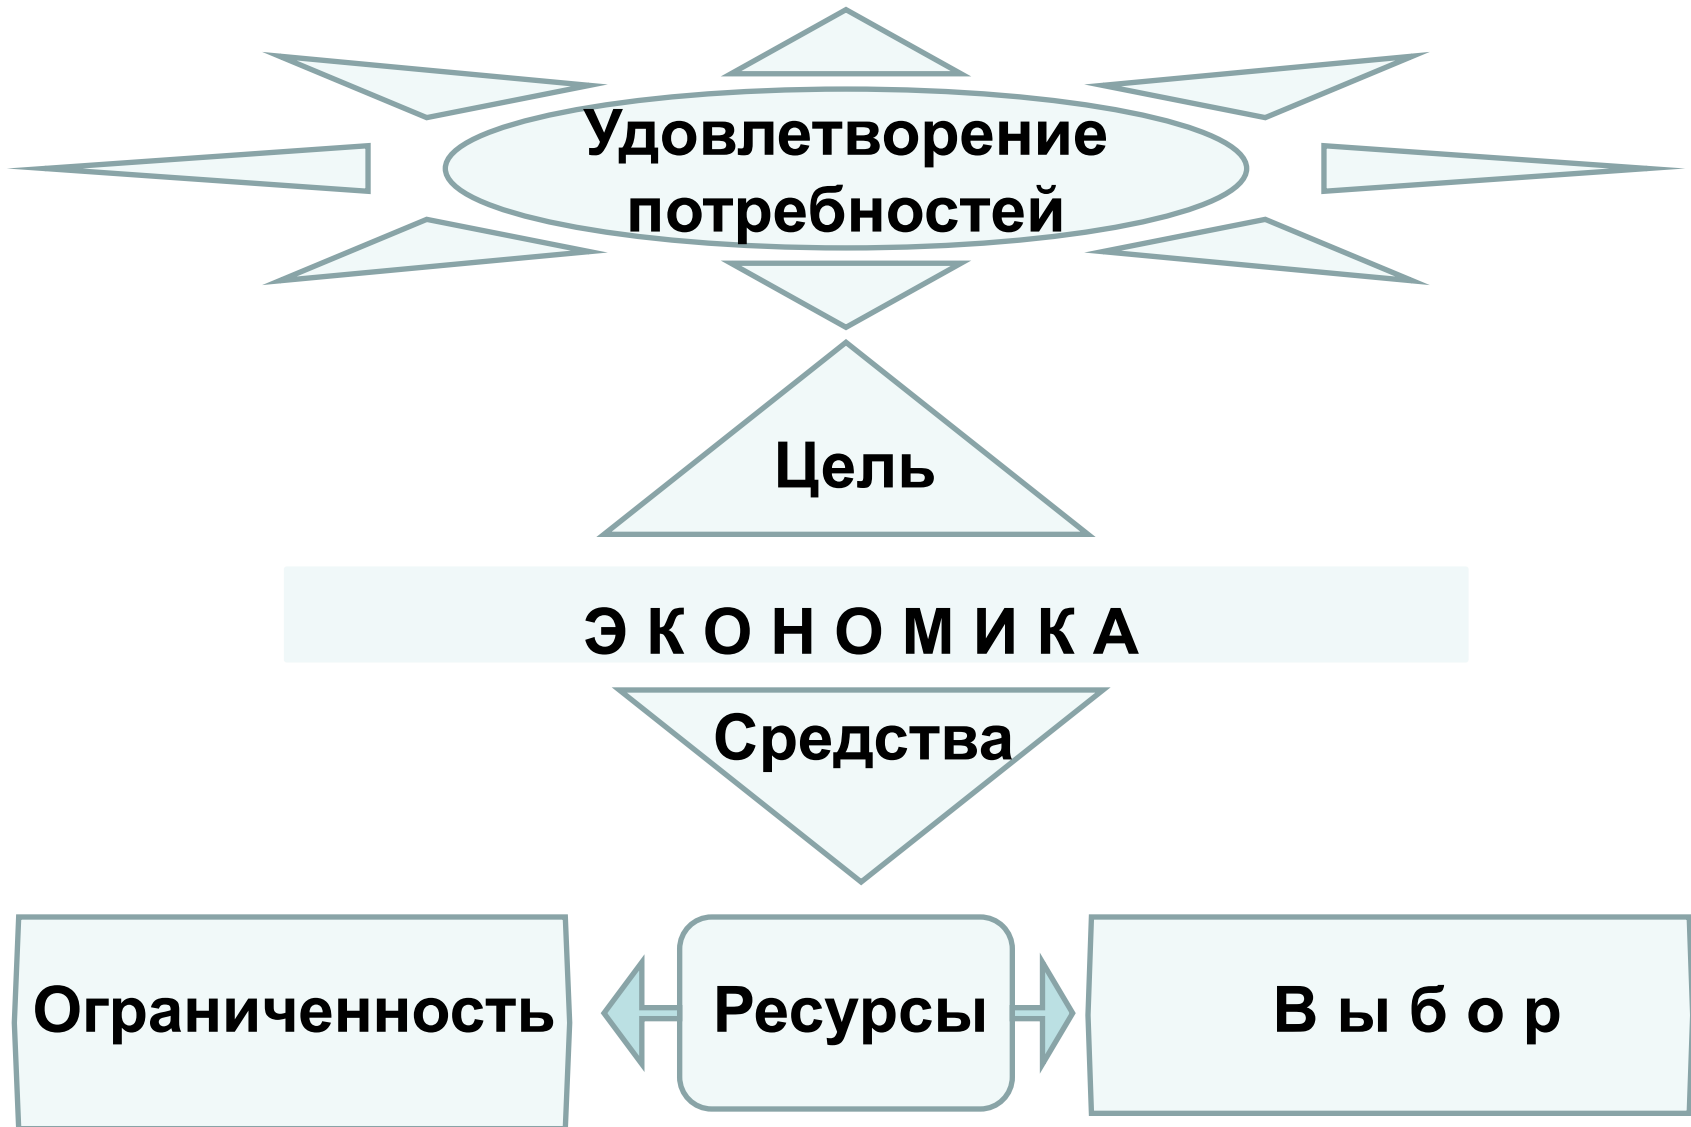 Удовлетворение
потребностей
Цель
Э К О Н О М И К А
Средства
Ограниченность
Ресурсы
В ы б о р